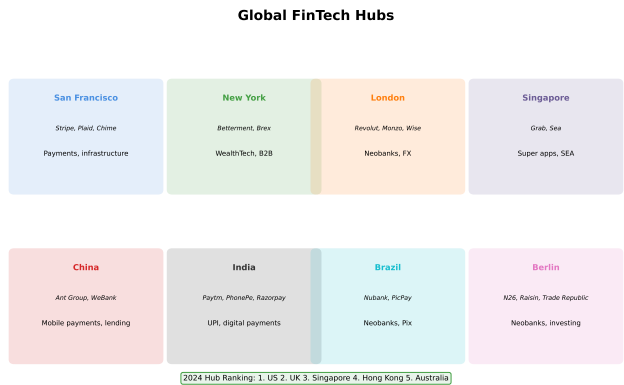 Global FinTech Hubs
San Francisco
Stripe, Plaid, Chime
Payments, infrastructure
New York
Betterment, Brex
WealthTech, B2B
London
Revolut, Monzo, Wise
Neobanks, FX
Singapore
Grab, Sea
Super apps, SEA
China
Ant Group, WeBank
Mobile payments, lending
India
Paytm, PhonePe, Razorpay
UPI, digital payments
Brazil
Nubank, PicPay
Neobanks, Pix
Berlin
N26, Raisin, Trade Republic
Neobanks, investing
2024 Hub Ranking: 1. US 2. UK 3. Singapore 4. Hong Kong 5. Australia